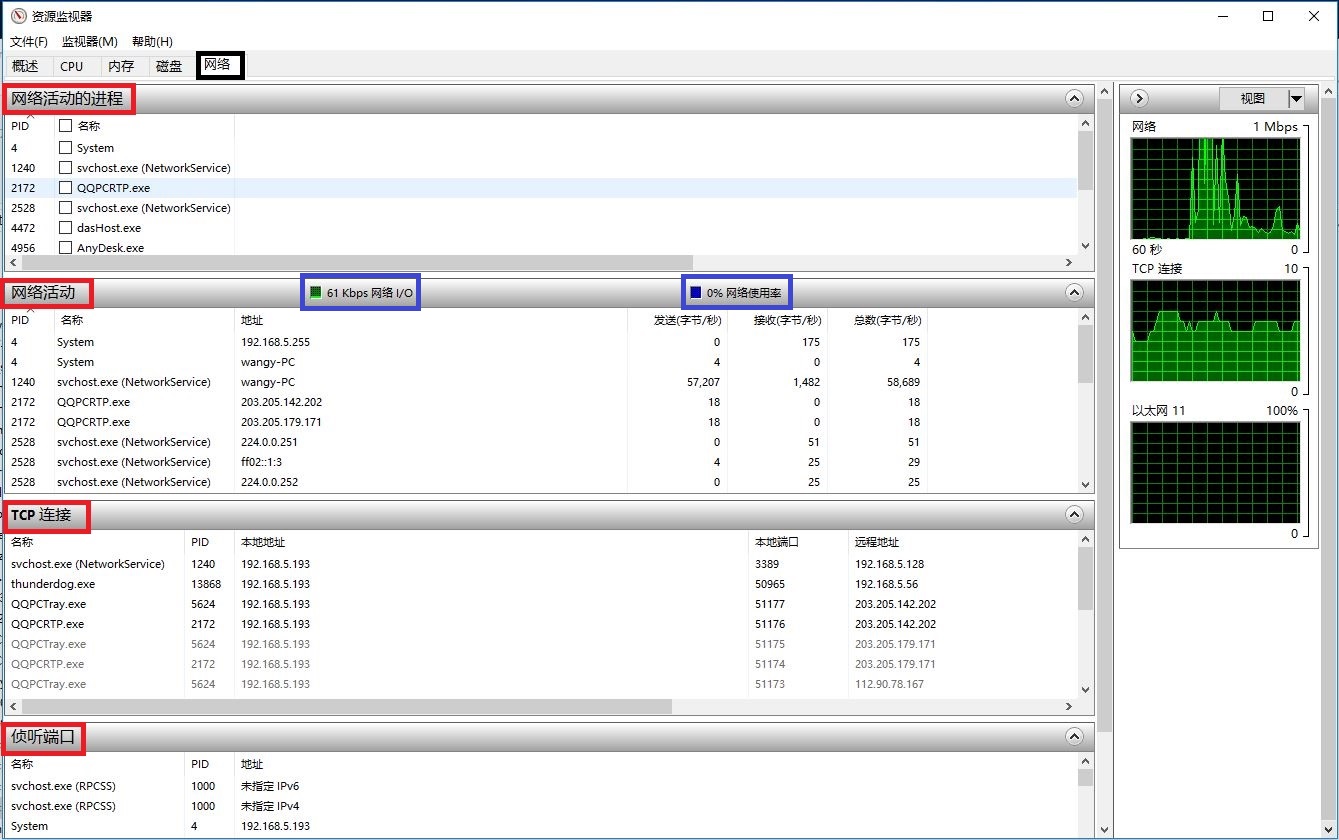 资源监视器
文件(F) 监视器(M) 帮助(H)
概述 CPU 内存 磁盘 网络
网络活动的进程
PID 名称
4 System
1240 svchost.exe (NetworkService)
2172 QQPCRTP.exe
2528 svchost.exe (NetworkService)
4472 dasHost.exe
4956 AnyDesk.exe
网络活动 61 Kbps 网络 I/O 0% 网络使用率
PID 名称 地址 发送(字节/秒) 接收(字节/秒) 总数(字节/秒)
4 System 192.168.5.255 0 175 175
4 System wangy-PC 4 0 4
1240 svchost.exe (NetworkService) wangy-PC 57,207 1,482 58,689
2172 QQPCRTP.exe 203.205.142.202 18 0 18
2172 QQPCRTP.exe 203.205.179.171 18 0 18
2528 svchost.exe (NetworkService) 224.0.0.251 0 51 51
2528 svchost.exe (NetworkService) ff02::1:3 4 25 29
2528 svchost.exe (NetworkService) 224.0.0.252 0 25 25
TCP 连接
名称 PID 本地地址 本地端口 远程地址
svchost.exe (NetworkService) 1240 192.168.5.193 3389 192.168.5.128
thunderdog.exe 13868 192.168.5.193 50965 192.168.5.56
QQPCTray.exe 5624 192.168.5.193 51177 203.205.142.202
QQPCRTP.exe 2172 192.168.5.193 51176 203.205.142.202
QQPCTray.exe 5624 192.168.5.193 51175 203.205.179.171
QQPCRTP.exe 2172 192.168.5.193 51174 203.205.179.171
QQPCTray.exe 5624 192.168.5.193 51173 112.90.78.167
侦听端口
名称 PID 地址
svchost.exe (RPCSS) 1000 未指定 IPv6
svchost.exe (RPCSS) 1000 未指定 IPv4
System 4 192.168.5.193
视图
网络 1 Mbps
60 秒 0
TCP 连接 10
0
以太网 11 100%
0